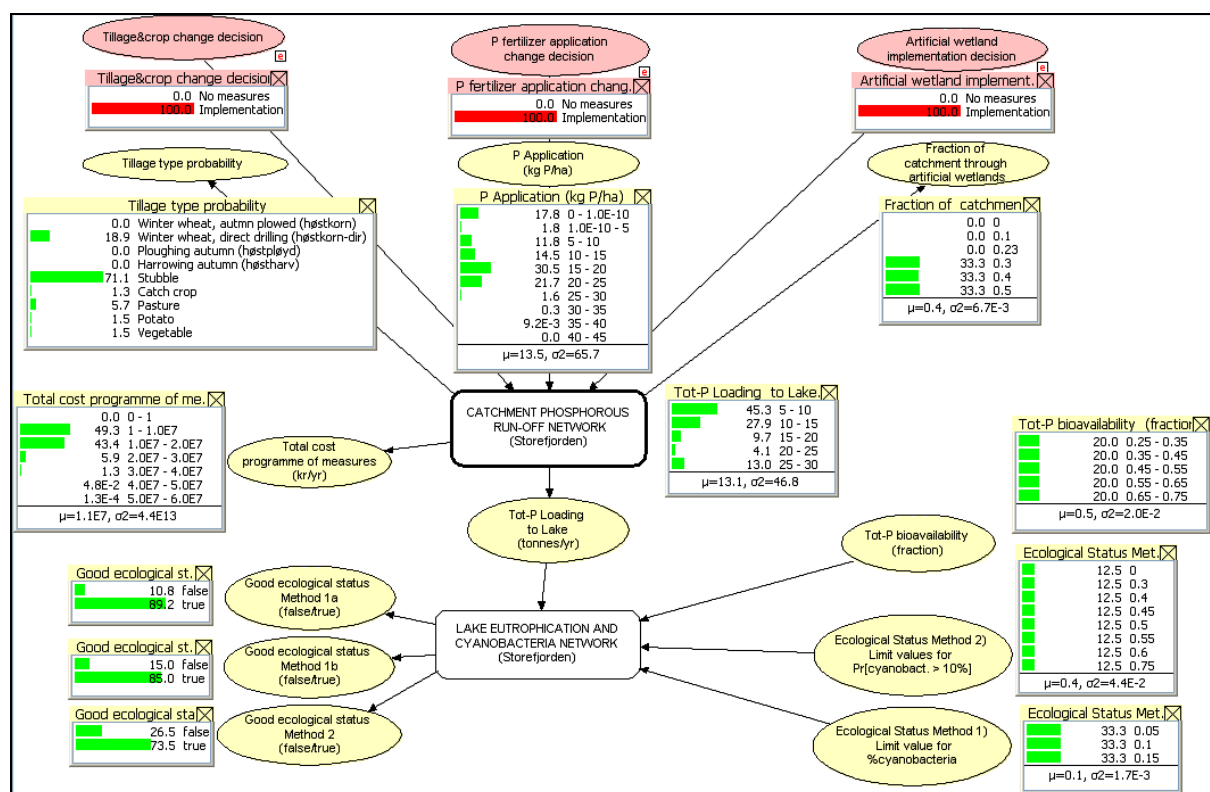 Tillage&crop change decision
e
Tillage&crop change decision
0.0 No measures
100.0 Implementation
P fertilizer application
change decision
e
P fertilizer application chang.
0.0 No measures
100.0 Implementation
Artificial wetland
implementation decision
e
Artificial wetland implement.
0.0 No measures
100.0 Implementation
Tillage type probability
Tillage type probability
0.0 Winter wheat, autmn plowed (høstkorn)
18.9 Winter wheat, direct drilling (høstkorn-dir)
0.0 Ploughing autumn (høstpløyd)
0.0 Harrowing autumn (høstharv)
71.1 Stubble
1.3 Catch crop
5.7 Pasture
1.5 Potato
1.5 Vegetable
P Application
(kg P/ha)
P Application (kg P/ha)
17.8 0 - 1.0E-10
1.8 1.0E-10 - 5
11.8 5 - 10
14.5 10 - 15
30.5 15 - 20
21.7 20 - 25
1.6 25 - 30
0.3 30 - 35
9.2E-3 35 - 40
0.0 40 - 45
μ=13.5, σ2=65.7
Fraction of
catchment through
artificial wetlands
Fraction of catchmen
0.0 0
0.0 0.1
0.0 0.23
33.3 0.3
33.3 0.4
33.3 0.5
μ=0.4, σ2=6.7E-3
Total cost programme of me.
0.0 0 - 1
49.3 1 - 1.0E7
43.4 1.0E7 - 2.0E7
5.9 2.0E7 - 3.0E7
1.3 3.0E7 - 4.0E7
4.8E-2 4.0E7 - 5.0E7
1.3E-4 5.0E7 - 6.0E7
μ=1.1E7, σ2=4.4E13
Total cost
programme of measures
(kr/yr)
CATCHMENT PHOSPHOROUS
RUN-OFF NETWORK
(Storefjorden)
Tot-P Loading to Lake.
45.3 5 - 10
27.9 10 - 15
9.7 15 - 20
4.1 20 - 25
13.0 25 - 30
μ=13.1, σ2=46.8
Tot-P bioavailability (fraction
20.0 0.25 - 0.35
20.0 0.35 - 0.45
20.0 0.45 - 0.55
20.0 0.55 - 0.65
20.0 0.65 - 0.75
μ=0.5, σ2=2.0E-2
Tot-P Loading
to Lake
(tonnes/yr)
Tot-P bioavailability
(fraction)
Good ecological st.
10.8 false
89.2 true
Good ecological status
Method 1a
(false/true)
Good ecological st.
15.0 false
85.0 true
Good ecological status
Method 1b
(false/true)
Good ecological sta
26.5 false
73.5 true
Good ecological status
Method 2
(false/true)
LAKE EUTROPHICATION AND
CYANOBACTERIA NETWORK
(Storefjorden)
Ecological Status Method 2)
Limit values for
Pr[cyanobact. > 10%]
Ecological Status Met.
12.5 0
12.5 0.3
12.5 0.4
12.5 0.45
12.5 0.5
12.5 0.55
12.5 0.6
12.5 0.75
μ=0.4, σ2=4.4E-2
Ecological Status Method 1)
Limit value for
%cyanobacteria
Ecological Status Met.
33.3 0.05
33.3 0.1
33.3 0.15
μ=0.1, σ2=1.7E-3